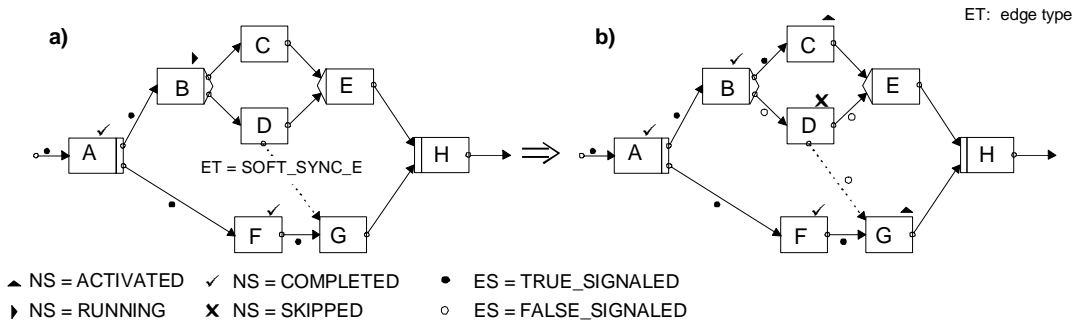 ET: edge type
a)
C
B
E
D
A
H
ET = SOFT_SYNC_E
F
G
b)
C
B
E
D
A
H
F
G
NS = ACTIVATED
NS = COMPLETED
ES = TRUE_SIGNALED
NS = RUNNING
NS = SKIPPED
ES = FALSE_SIGNALED